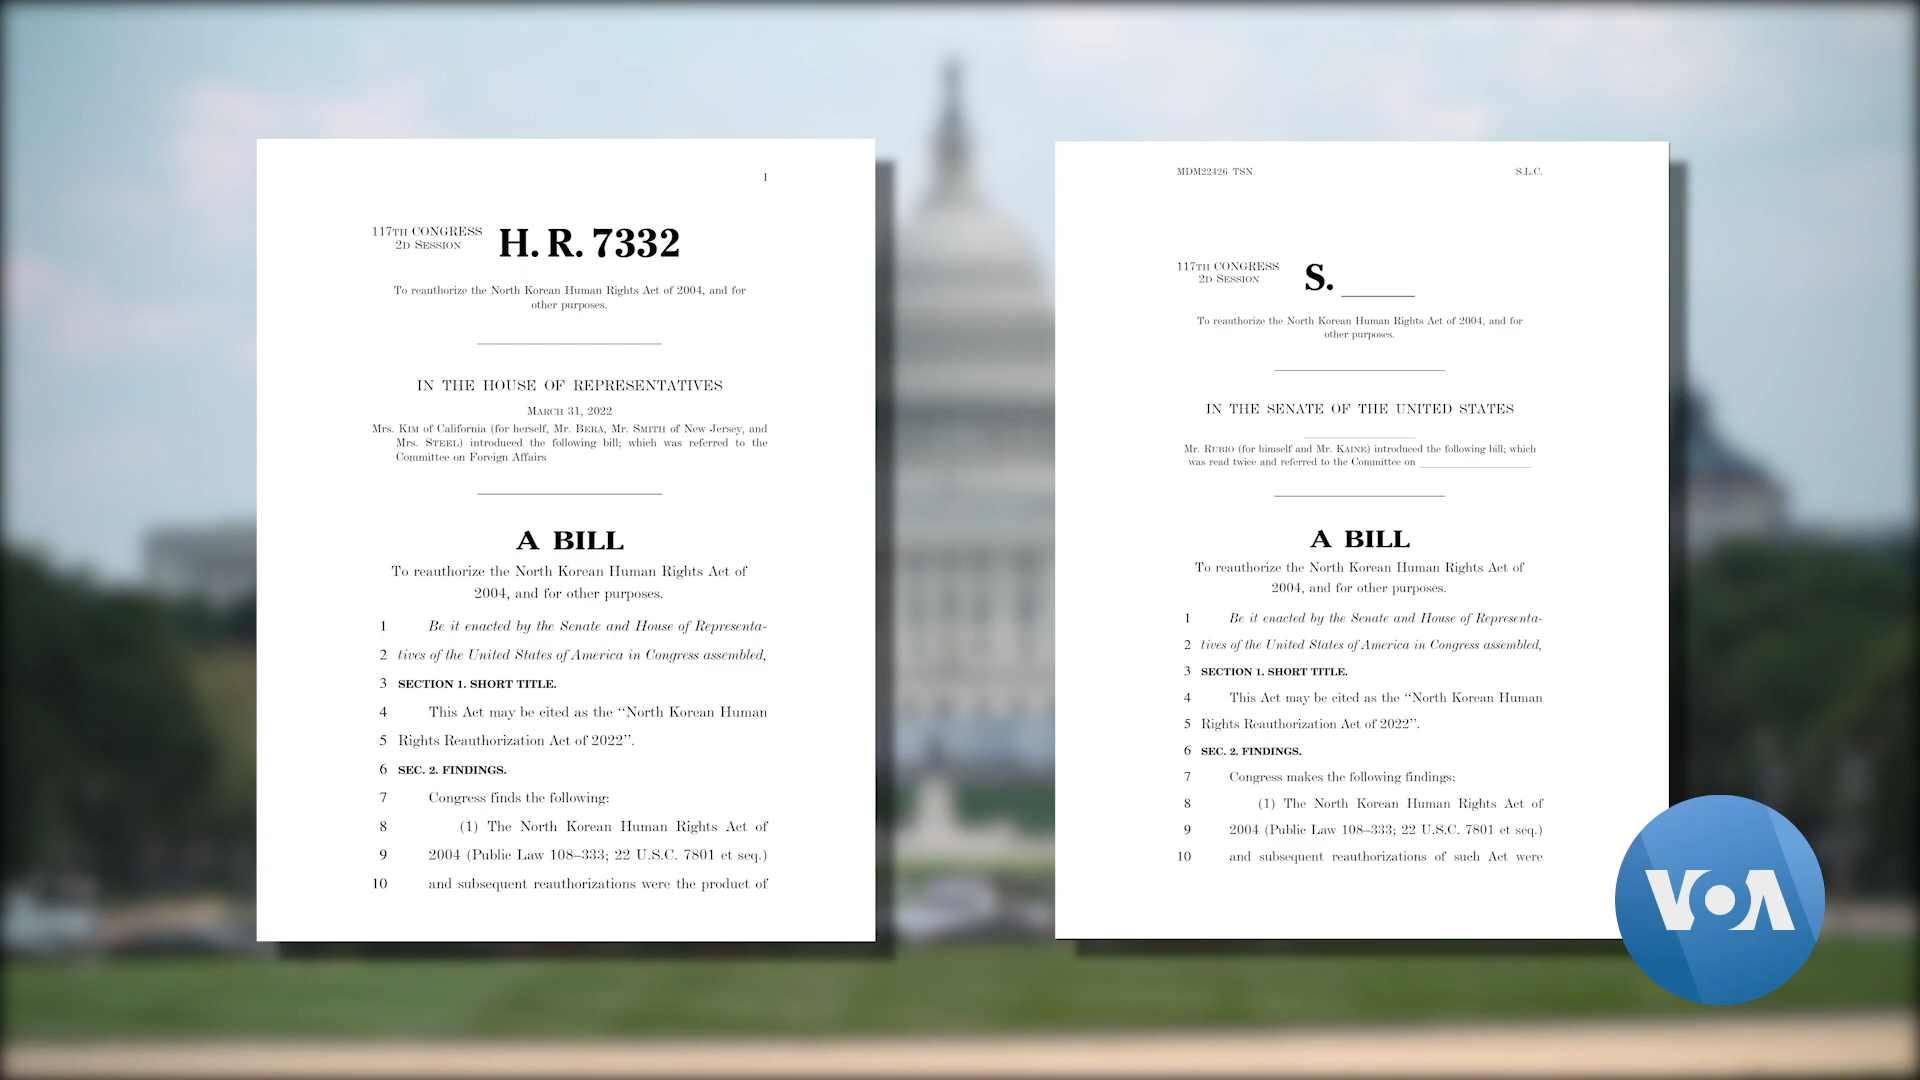 I
117TH CONGRESS
2D SESSION
H. R. 7332
To reauthorize the North Korean Human Rights Act of 2004, and for
other purposes.
IN THE HOUSE OF REPRESENTATIVES
MARCH 31, 2022
Mrs. KIM of California (for herself, Mr. BERA, Mr. SMITH of New Jersey, and
Mrs. STEEL) introduced the following bill; which was referred to the
Committee on Foreign Affairs
A BILL
To reauthorize the North Korean Human Rights Act of
2004, and for other purposes.
1 Be it enacted by the Senate and House of Representa-
2 tives of the United States of America in Congress assembled,
3 SECTION 1. SHORT TITLE.
4 This Act may be cited as the ‘‘North Korean Human
5 Rights Reauthorization Act of 2022’’.
6 SEC. 2. FINDINGS.
7 Congress finds the following:
8 (1) The North Korean Human Rights Act of
9 2004 (Public Law 108–333; 22 U.S.C. 7801 et seq.)
10 and subsequent reauthorizations were the product of
MDM22426 TSN S.L.C.
117TH CONGRESS
2D SESSION
S. ______
To reauthorize the North Korean Human Rights Act of 2004, and for
other purposes.
IN THE SENATE OF THE UNITED STATES
Mr. RUBIO (for himself and Mr. KAINE) introduced the following bill; which
was read twice and referred to the Committee on ______
A BILL
To reauthorize the North Korean Human Rights Act of
2004, and for other purposes.
1 Be it enacted by the Senate and House of Representa-
2 tives of the United States of America in Congress assembled,
3 SECTION 1. SHORT TITLE.
4 This Act may be cited as the ‘‘North Korean Human
5 Rights Reauthorization Act of 2022’’.
6 SEC. 2. FINDINGS.
7 Congress makes the following findings:
8 (1) The North Korean Human Rights Act of
9 2004 (Public Law 108–333; 22 U.S.C. 7801 et seq.)
10 and subsequent reauthorizations of such Act were
VOA